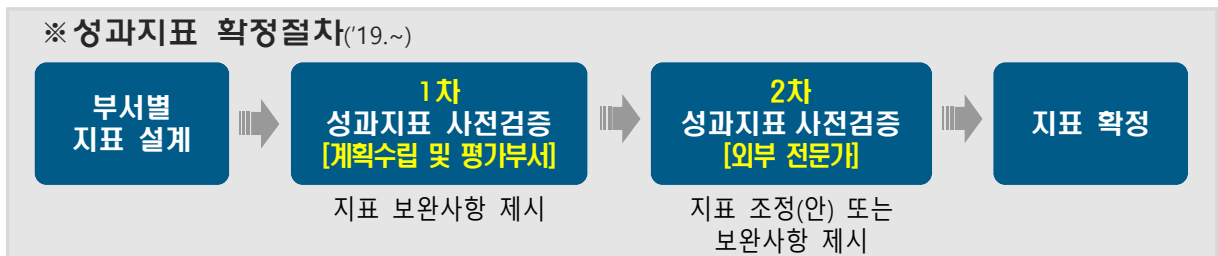 ※성과지표 확정절차('19.~)
부서별
지표 설계
1차
성과지표 사전검증
[계획수립 및 평가부서]
지표 보완사항 제시
2차
성과지표 사전검증
[외부 전문가]
지표 조정(안) 또는
보완사항 제시
지표 확정